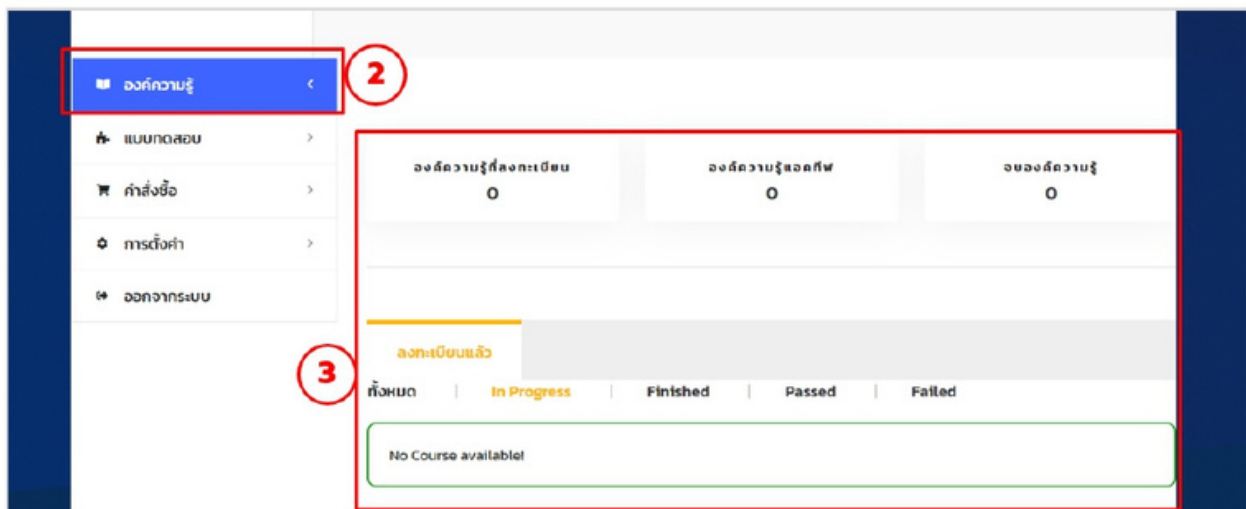 องค์ความรู้
2
แบบทดสอบ
คำสั่งซื้อ
การตั้งค่า
ออกจากระบบ
องค์ความรู้ที่ลงทะเบียน
0
องค์ความรู้แอคทีฟ
0
จบองค์ความรู้
0
3
ลงทะเบียนแล้ว
ทั้งหมด | In Progress | Finished | Passed | Failed
No Course available!